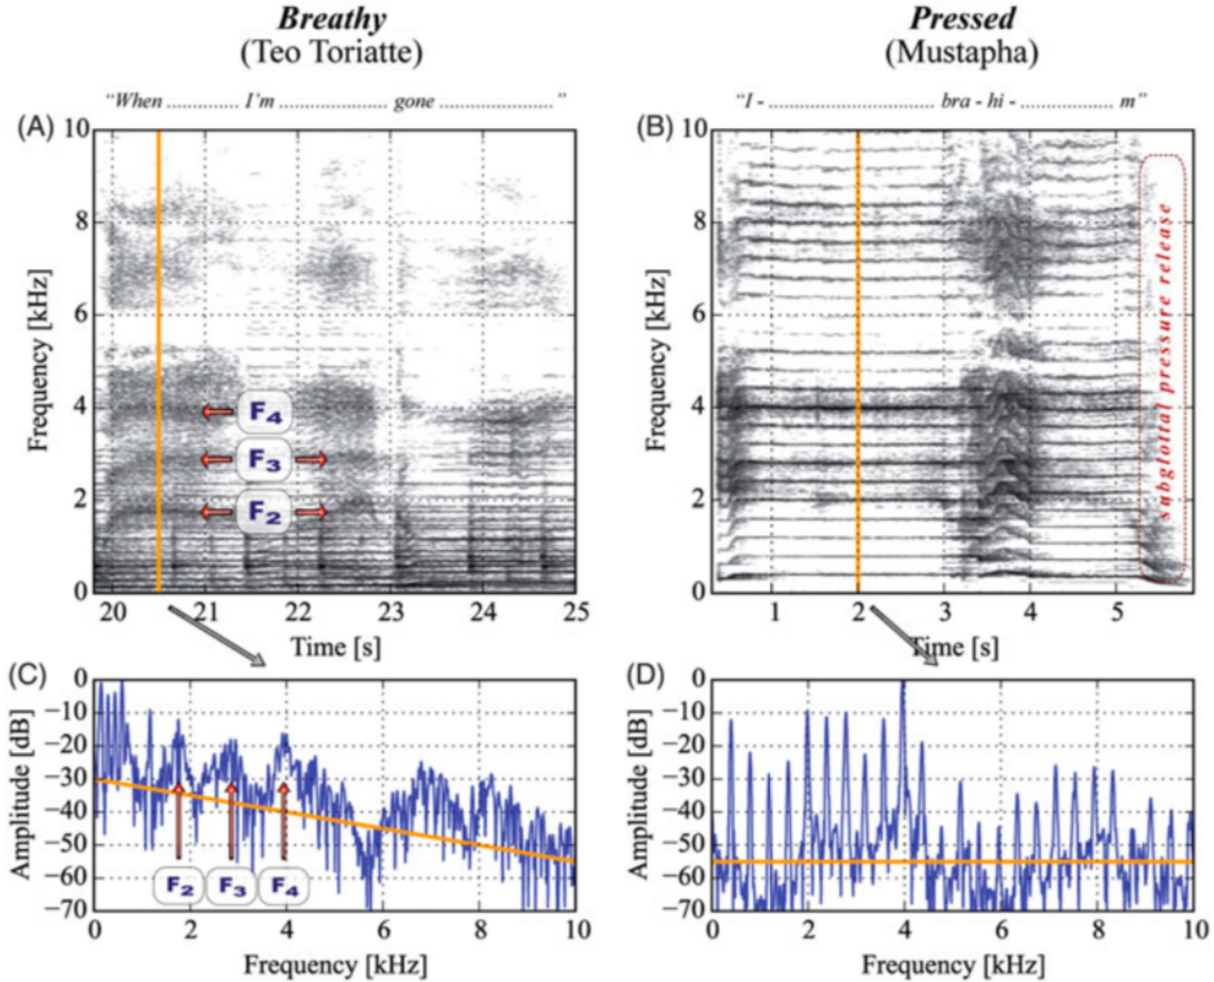 Breathy
(Teo Toriatte)
Pressed
(Mustapha)
"When ............. I'm ................... gone ...................."
"I - ............................. bra - hi - .................... m"
(A)
10
8
6
4
2
0
Frequency [kHz]
F4
F3
F2
20 21 22 23 24 25
Time [s]
(B)
10
8
6
4
2
0
Frequency [kHz]
subglottal pressure release
1 2 3 4 5
Time [s]
(C)
0
−10
−20
−30
−40
−50
−60
−70
Amplitude [dB]
F2 F3 F4
0 2 4 6 8 10
Frequency [kHz]
(D)
0
−10
−20
−30
−40
−50
−60
−70
Amplitude [dB]
0 2 4 6 8 10
Frequency [kHz]